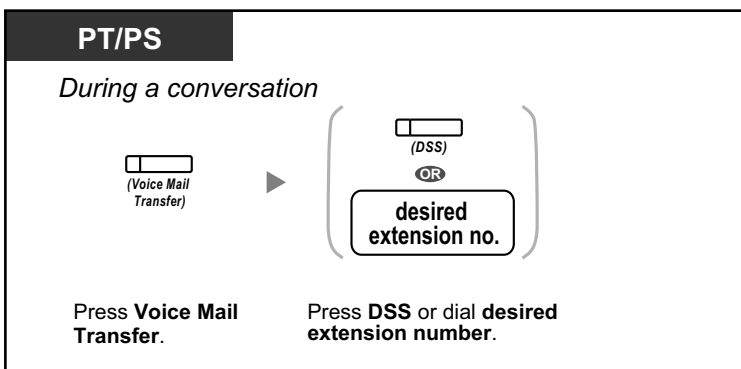 PT/PS
During a conversation
(Voice Mail
Transfer)
(DSS)
OR
desired
extension no.
Press Voice Mail
Transfer.
Press DSS or dial desired
extension number.